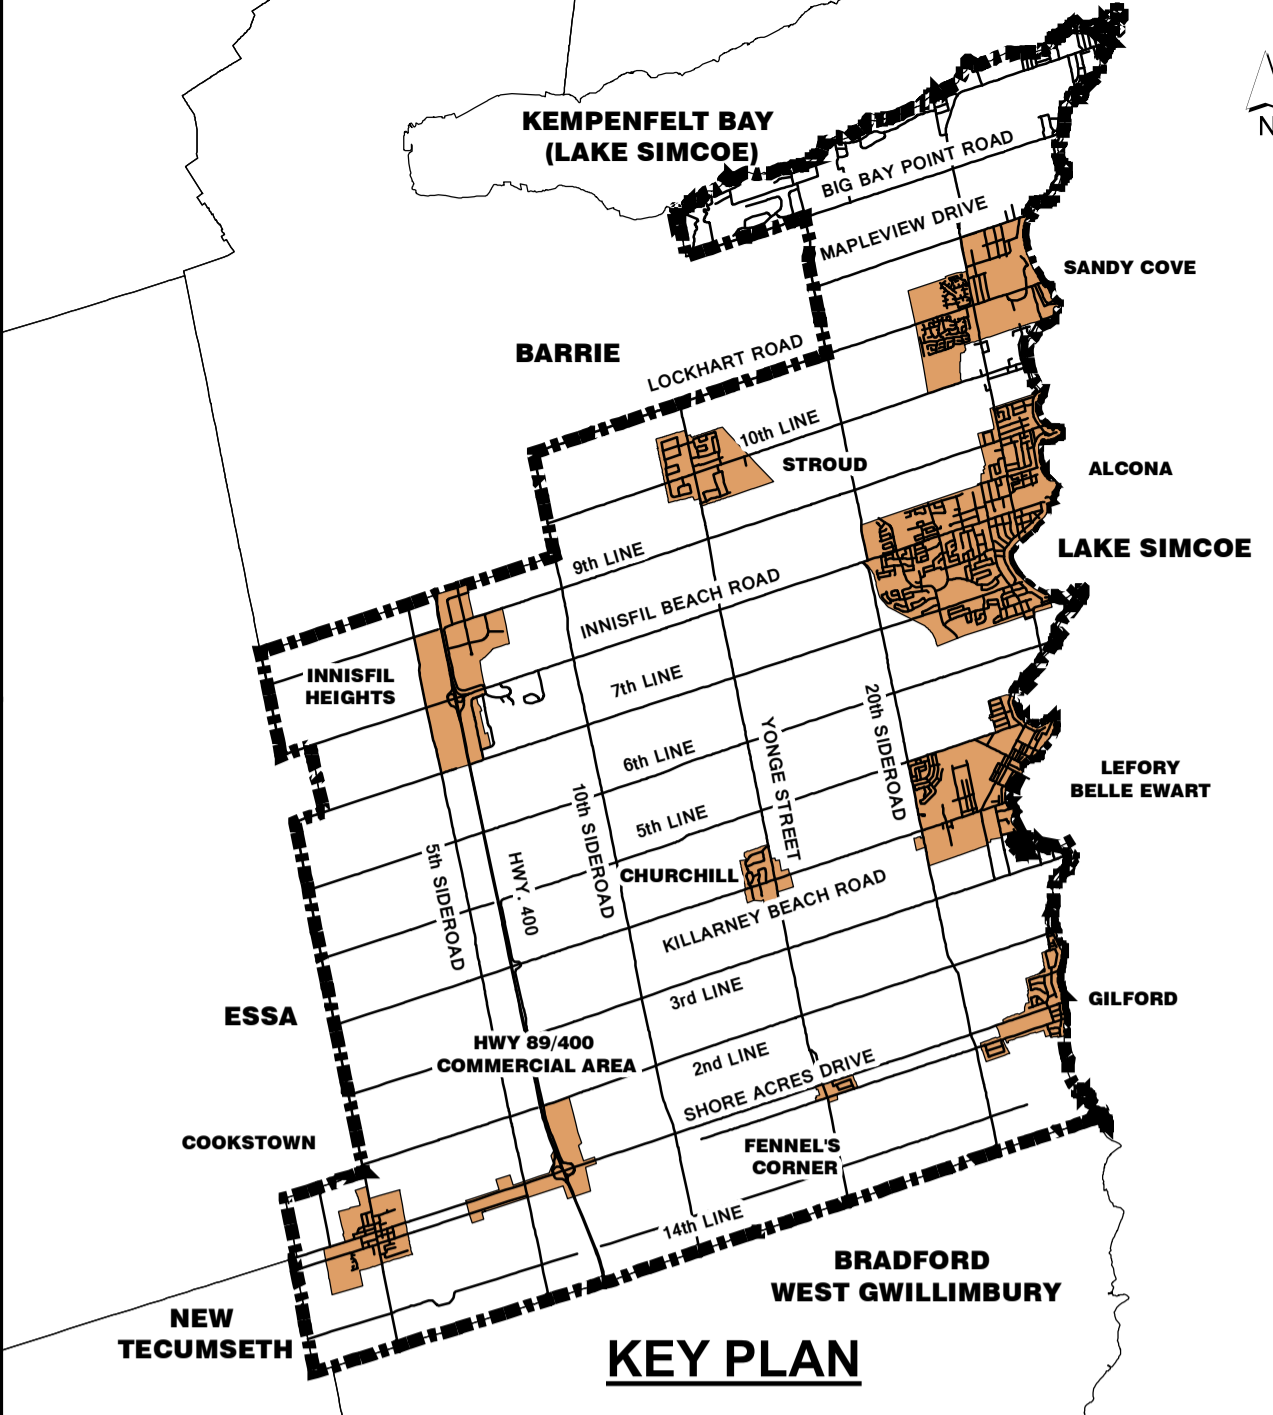 KEMPENFELT BAY
(LAKE SIMCOE)
N
BIG BAY POINT ROAD
MAPLEVIEW DRIVE
SANDY COVE
BARRIE
LOCKHART ROAD
10th LINE
STROUD
ALCONA
LAKE SIMCOE
9th LINE
INNISFIL BEACH ROAD
INNISFIL
HEIGHTS
7th LINE
20th SIDEROAD
YONGE STREET
6th LINE
LEFORY
BELLE EWART
10th SIDEROAD
5th LINE
5th SIDEROAD
HWY. 400
CHURCHILL
KILLARNEY BEACH ROAD
3rd LINE
GILFORD
ESSA
HWY 89/400
COMMERCIAL AREA
2nd LINE
SHORE ACRES DRIVE
COOKSTOWN
FENNEL'S
CORNER
14th LINE
BRADFORD
WEST GWILLIMBURY
NEW
TECUMSETH
KEY PLAN